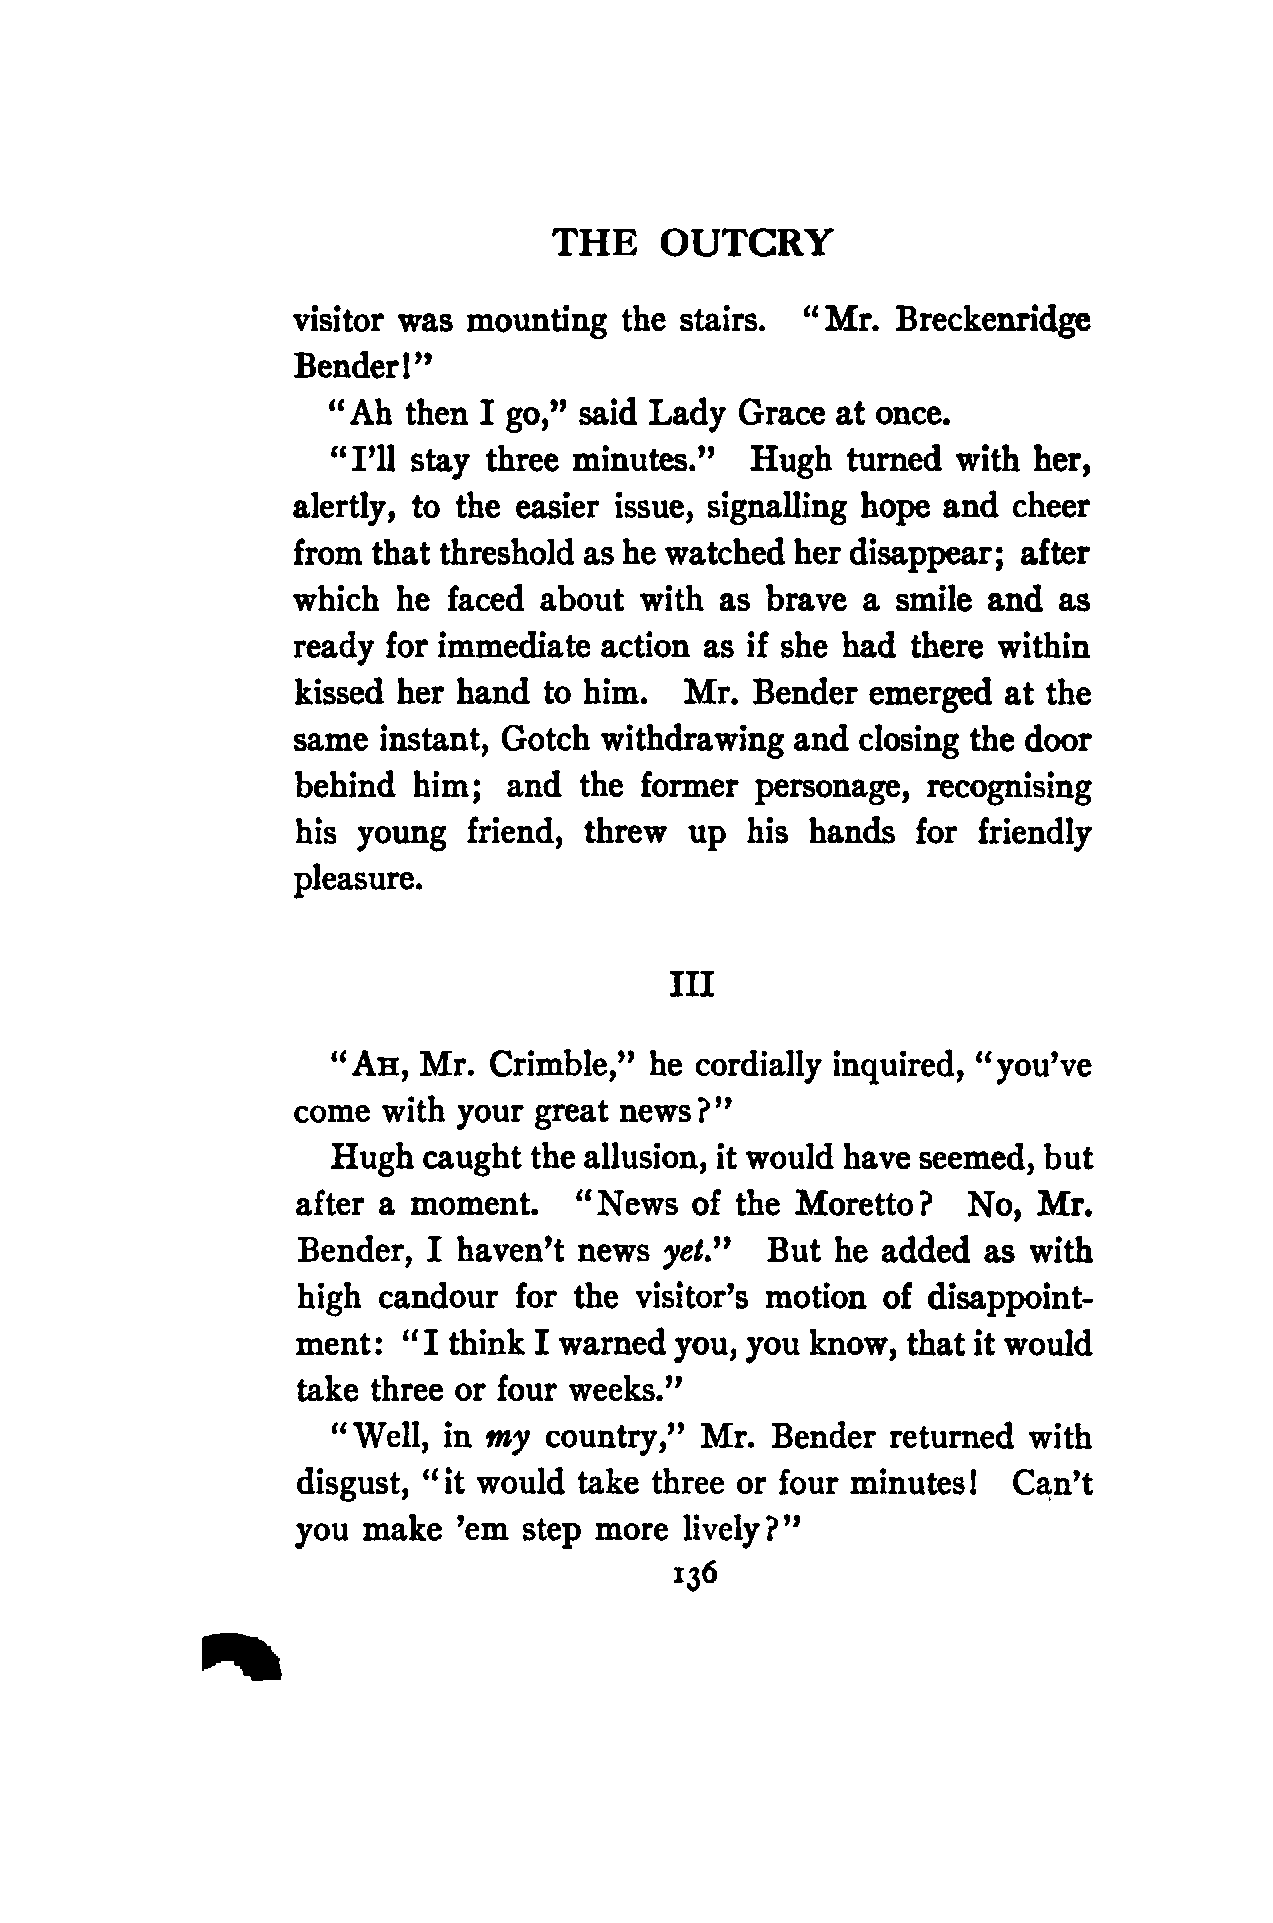 THE OUTCRY
visitor was mounting the stairs. "Mr. Breckenridge
Bender!"
"Ah then I go," said Lady Grace at once.
"I'll stay three minutes." Hugh turned with her,
alertly, to the easier issue, signalling hope and cheer
from that threshold as he watched her disappear; after
which he faced about with as brave a smile and as
ready for immediate action as if she had there within
kissed her hand to him. Mr. Bender emerged at the
same instant, Gotch withdrawing and closing the door
behind him; and the former personage, recognising
his young friend, threw up his hands for friendly
pleasure.
III
"AH, Mr. Crimble," he cordially inquired, "you've
come with your great news?"
Hugh caught the allusion, it would have seemed, but
after a moment. "News of the Moretto? No, Mr.
Bender, I haven't news yet." But he added as with
high candour for the visitor's motion of disappoint-
ment: "I think I warned you, you know, that it would
take three or four weeks."
"Well, in my country," Mr. Bender returned with
disgust, "it would take three or four minutes! Can't
you make 'em step more lively?"
136